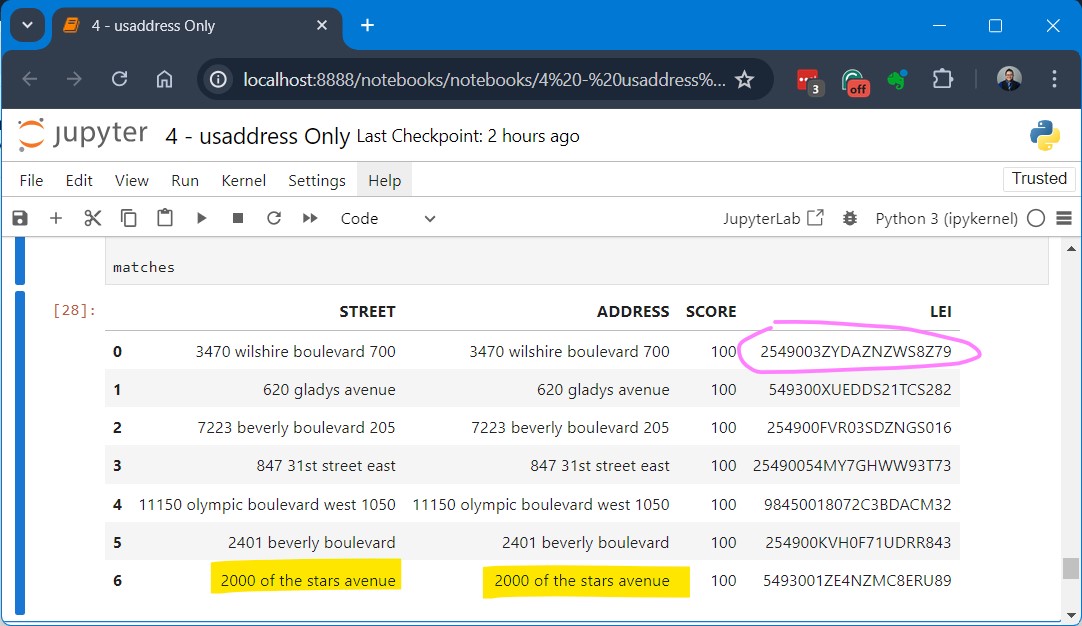 4 - usaddress Only
localhost:8888/notebooks/notebooks/4%20-%20usaddress%...
3
off
jupyter 4 - usaddress Only Last Checkpoint: 2 hours ago
File Edit View Run Kernel Settings Help Trusted
Code JupyterLab Python 3 (ipykernel)
matches
[28]:
STREET ADDRESS SCORE LEI
0 3470 wilshire boulevard 700 3470 wilshire boulevard 700 100 2549003ZYDAZNZWS8Z79
1 620 gladys avenue 620 gladys avenue 100 549300XUEDDS21TCS282
2 7223 beverly boulevard 205 7223 beverly boulevard 205 100 254900FVR03SDZNGS016
3 847 31st street east 847 31st street east 100 25490054MY7GHWW93T73
4 11150 olympic boulevard west 1050 11150 olympic boulevard west 1050 100 98450018072C3BDACM32
5 2401 beverly boulevard 2401 beverly boulevard 100 254900KVH0F71UDRR843
6 2000 of the stars avenue 2000 of the stars avenue 100 5493001ZE4NZMC8ERU89